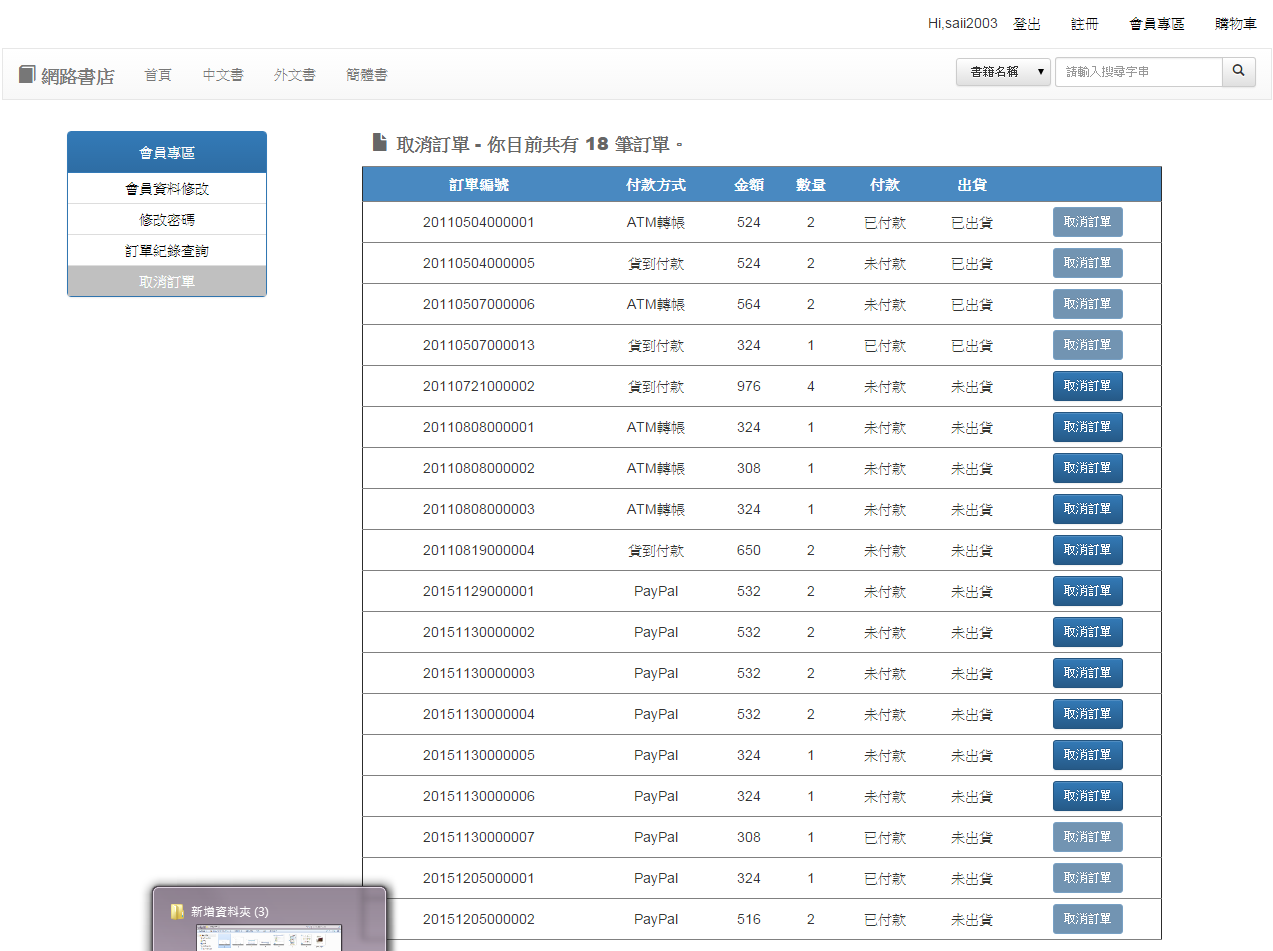 Hi,saii2003 登出 註冊 會員專區 購物車
網路書店 首頁 中文書 外文書 簡體書 書籍名稱 請輸入搜尋字串
會員專區
會員資料修改
修改密碼
訂單紀錄查詢
取消訂單
取消訂單 - 你目前共有 18 筆訂單。
訂單編號 付款方式 金額 數量 付款 出貨
20110504000001 ATM轉帳 524 2 已付款 已出貨 取消訂單
20110504000005 貨到付款 524 2 未付款 已出貨 取消訂單
20110507000006 ATM轉帳 564 2 未付款 已出貨 取消訂單
20110507000013 貨到付款 324 1 已付款 已出貨 取消訂單
20110721000002 貨到付款 976 4 未付款 未出貨 取消訂單
20110808000001 ATM轉帳 324 1 未付款 未出貨 取消訂單
20110808000002 ATM轉帳 308 1 未付款 未出貨 取消訂單
20110808000003 ATM轉帳 324 1 未付款 未出貨 取消訂單
20110819000004 貨到付款 650 2 未付款 未出貨 取消訂單
20151129000001 PayPal 532 2 未付款 未出貨 取消訂單
20151130000002 PayPal 532 2 未付款 未出貨 取消訂單
20151130000003 PayPal 532 2 未付款 未出貨 取消訂單
20151130000004 PayPal 532 2 未付款 未出貨 取消訂單
20151130000005 PayPal 324 1 未付款 未出貨 取消訂單
20151130000006 PayPal 324 1 未付款 未出貨 取消訂單
20151130000007 PayPal 308 1 已付款 未出貨 取消訂單
20151205000001 PayPal 324 1 已付款 未出貨 取消訂單
20151205000002 PayPal 516 2 已付款 未出貨 取消訂單
新增資料夾 (3)